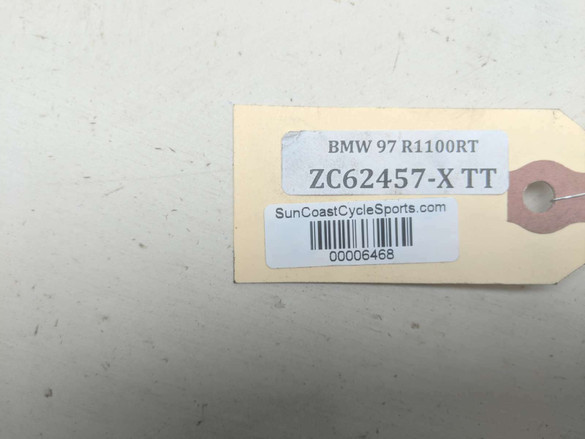 BMW 97 R1100RT
ZC62457-X TT
SunCoastCycleSports.com
00006468